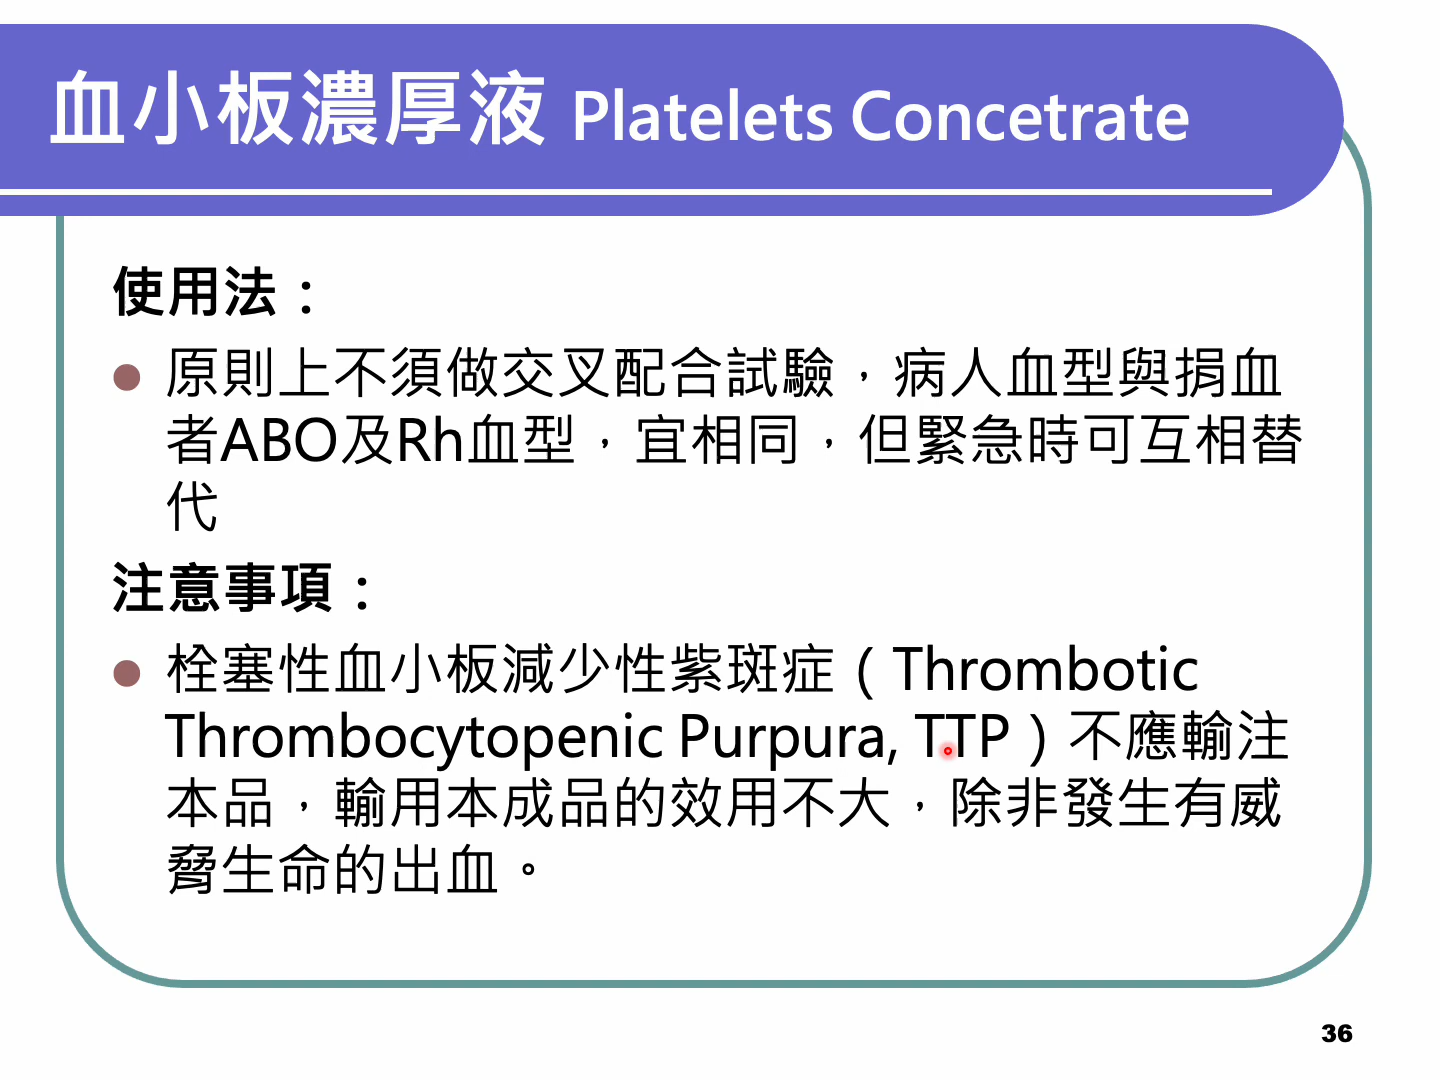 血小板濃厚液 Platelets Concetrate
使用法：
原則上不須做交叉配合試驗，病人血型與捐血
者ABO及Rh血型，宜相同，但緊急時可互相替
代
注意事項：
栓塞性血小板減少性紫斑症（Thrombotic
Thrombocytopenic Purpura, TTP）不應輸注
本品，輸用本成品的效用不大，除非發生有威
脅生命的出血。
36